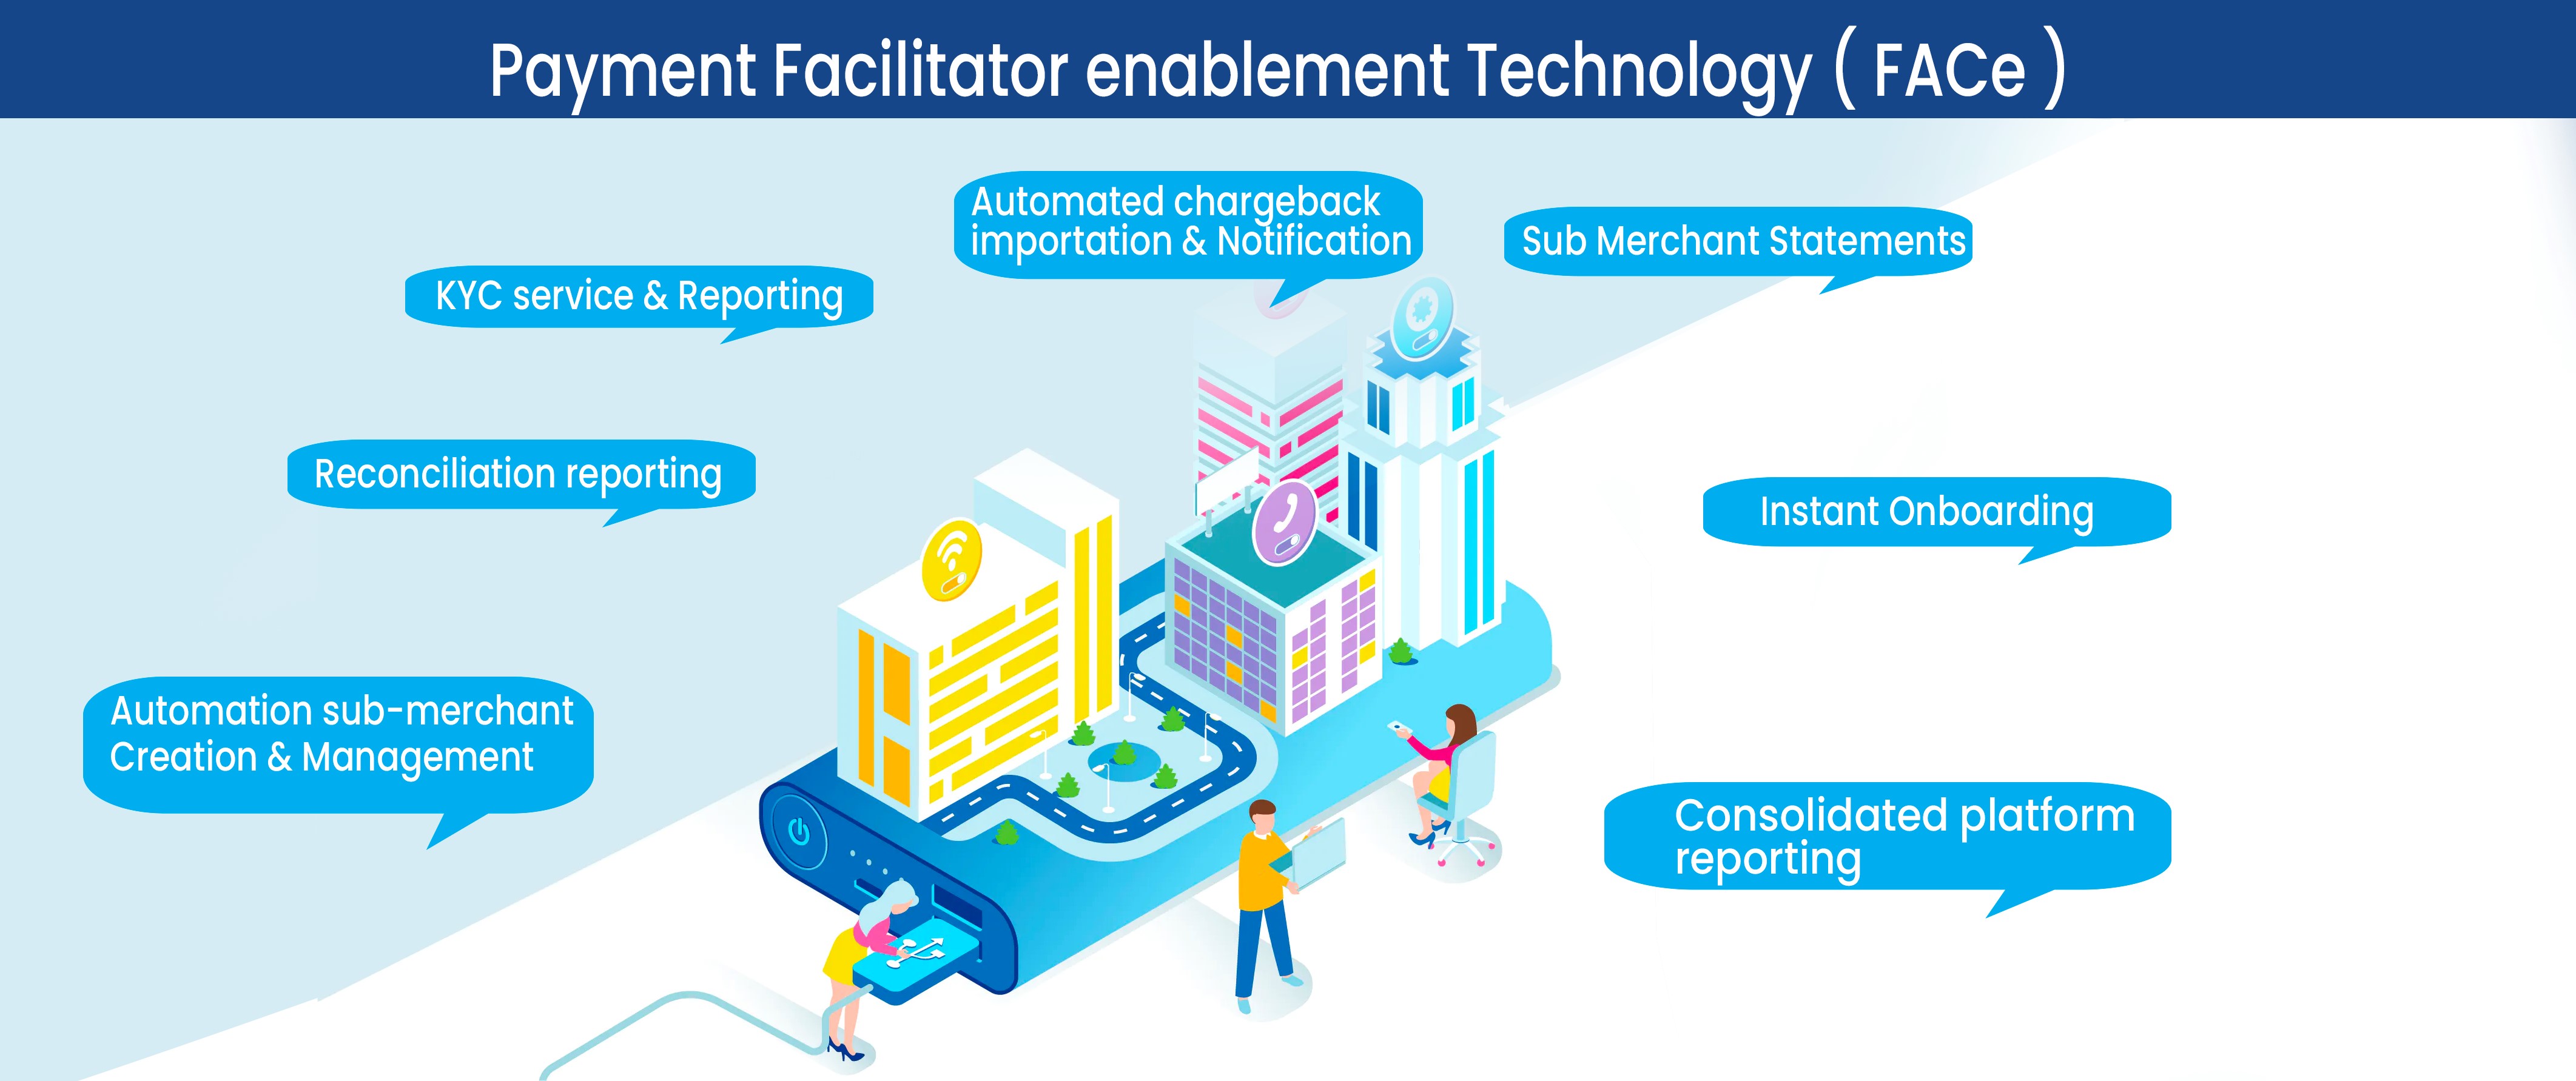 Payment Facilitator enablement Technology ( FACe )
Automated chargeback
importation & Notification
Sub Merchant Statements
KYC service & Reporting
Reconciliation reporting
Instant Onboarding
Automation sub-merchant
Creation & Management
Consolidated platform
reporting